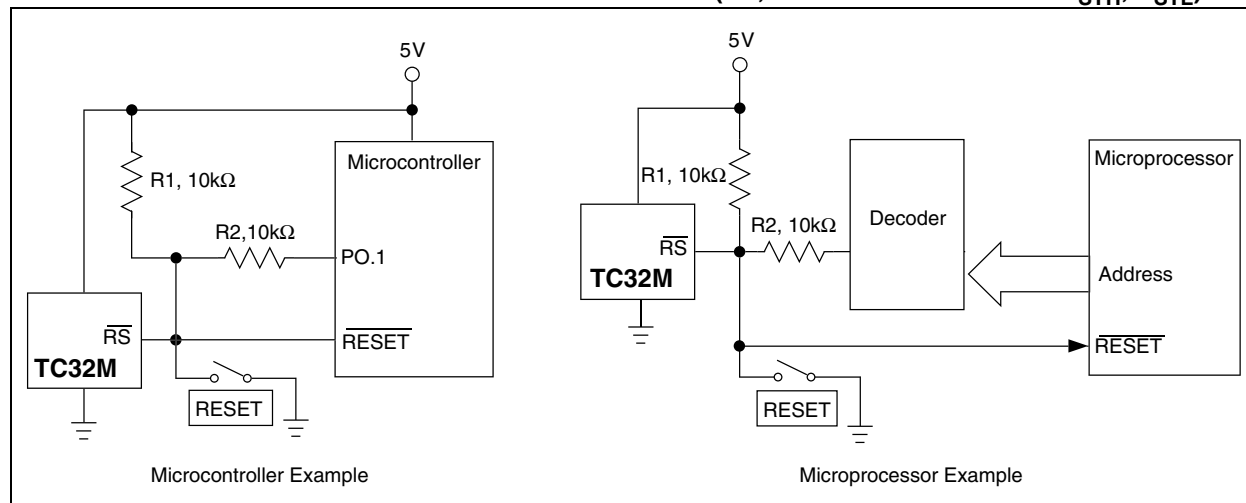 5V
Microcontroller
R1, 10kΩ
R2,10kΩ
PO.1
RS
TC32M
RESET
RESET
Microcontroller Example
5V
Microprocessor
R1, 10kΩ
Decoder
R2, 10kΩ
RS
TC32M
Address
RESET
RESET
Microprocessor Example